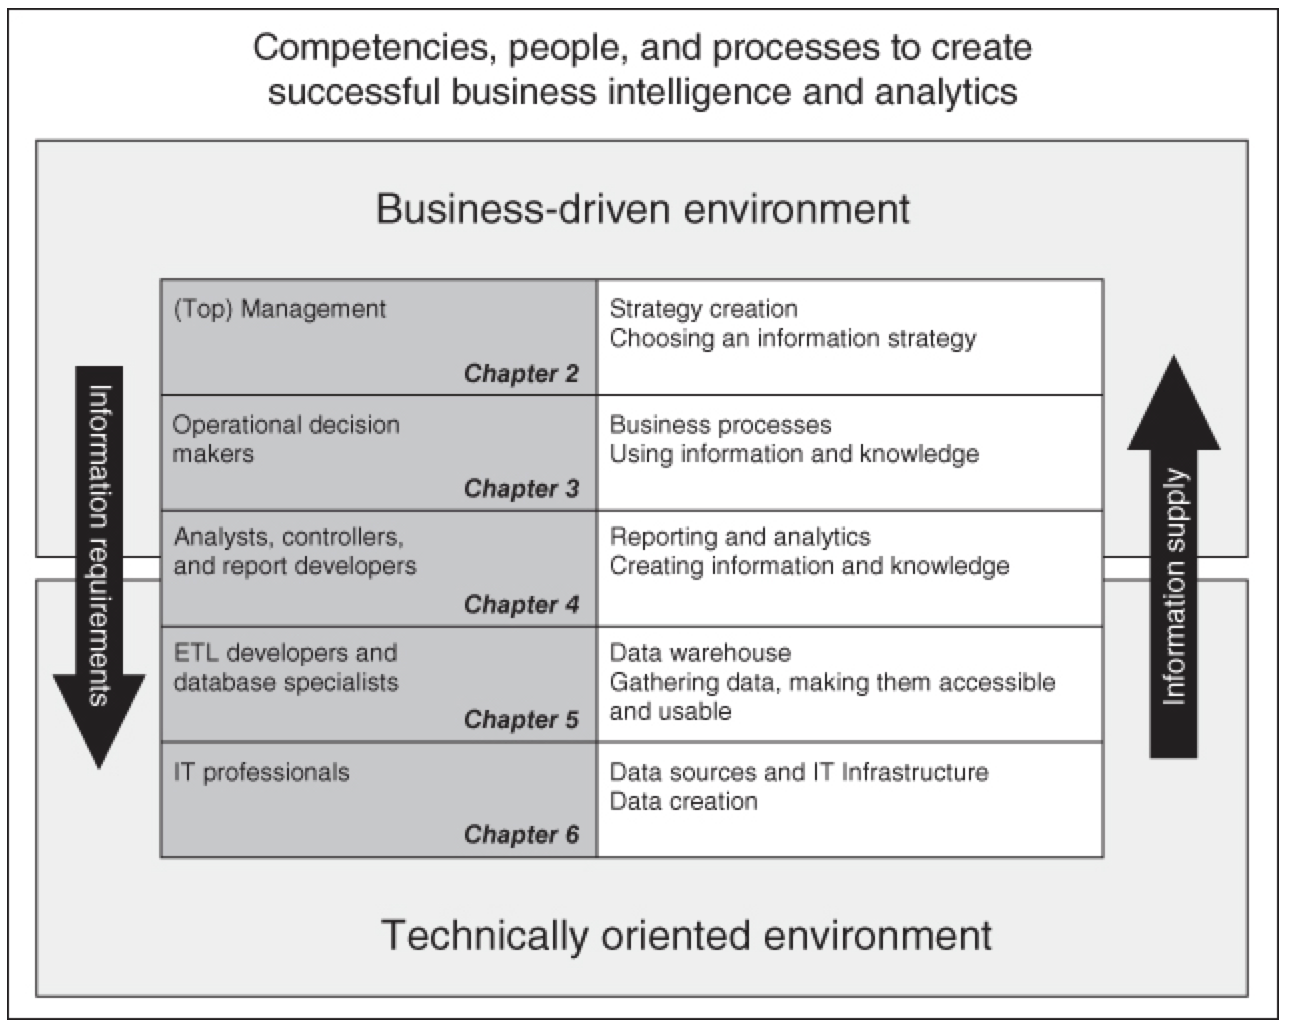 Competencies, people, and processes to create
successful business intelligence and analytics
Business-driven environment
(Top) Management
Chapter 2
Strategy creation
Choosing an information strategy
Operational decision
makers
Chapter 3
Business processes
Using information and knowledge
Analysts, controllers,
and report developers
Chapter 4
Reporting and analytics
Creating information and knowledge
ETL developers and
database specialists
Chapter 5
Data warehouse
Gathering data, making them accessible
and usable
IT professionals
Chapter 6
Data sources and IT Infrastructure
Data creation
Information requirements
Information supply
Technically oriented environment